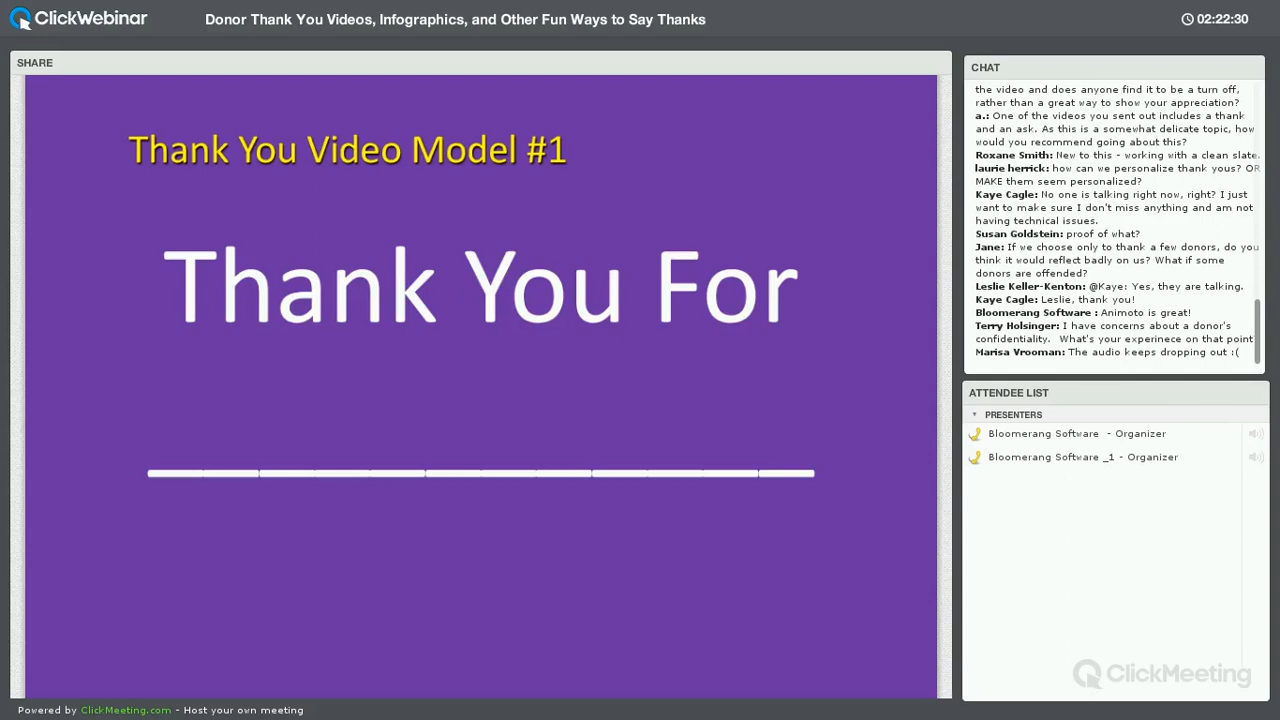 ClickWebinar
Donor Thank You Videos, Infographics, and Other Fun Ways to Say Thanks
02:22:30
SHARE
Thank You Video Model #1
Thank You For
CHAT
the video and does anyone find it to be a turn off,
rather than a great way to show your appreciation?
a.: One of the videos you sent out includes a thank
and an ask. As this is a somewhat delicate topic, how
would you recommend going about this?
Roxane Smith: New to this - working with a clean slate.
laurie herrick: how can we personalize thank yous? OR
MAKE them seem personalized?
Kaye Cagle: No one is talking right now, right? I just
want to make sure I don't miss anything and am not
having technical issues.
Susan Goldstein: proof of what?
Jane: If we choose only to thank a few donors, do you
think it would reflect badly on us? What if some
donors are offended?
Leslie Keller-Kenton: @Kaye: Yes, they are talking.
Kaye Cagle: Leslie, thank you!
Bloomerang Software : Animoto is great!
Terry Holsinger: I have concerns about a donor's
confidentiality. What's your experinece on that point
Marisa Vrooman: The audio keeps dropping out :(
ATTENDEE LIST
PRESENTERS
Bloomerang Software - Organizer
Bloomerang Software _1 - Organizer
ClickMeeting
Powered by ClickMeeting.com - Host your own meeting